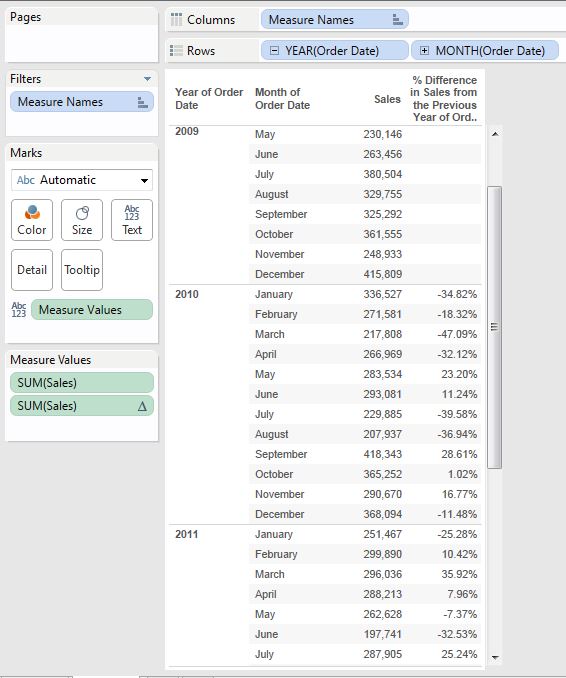 Pages
Columns Measure Names
Rows YEAR(Order Date) MONTH(Order Date)
Filters
Measure Names
Marks
Abc Automatic
Color Size Abc 123 Text
Detail Tooltip
Abc 123 Measure Values
Measure Values
SUM(Sales)
SUM(Sales) Δ
Year of Order Date Month of Order Date Sales % Difference in Sales from the Previous Year of Ord..
2009 May 230,146
June 263,456
July 380,504
August 329,755
September 325,292
October 361,555
November 248,933
December 415,809
2010 January 336,527 -34.82%
February 271,581 -18.32%
March 217,808 -47.09%
April 266,969 -32.12%
May 283,534 23.20%
June 293,081 11.24%
July 229,885 -39.58%
August 207,937 -36.94%
September 418,343 28.61%
October 365,252 1.02%
November 290,670 16.77%
December 368,094 -11.48%
2011 January 251,467 -25.28%
February 299,890 10.42%
March 296,036 35.92%
April 288,213 7.96%
May 262,628 -7.37%
June 197,741 -32.53%
July 287,905 25.24%